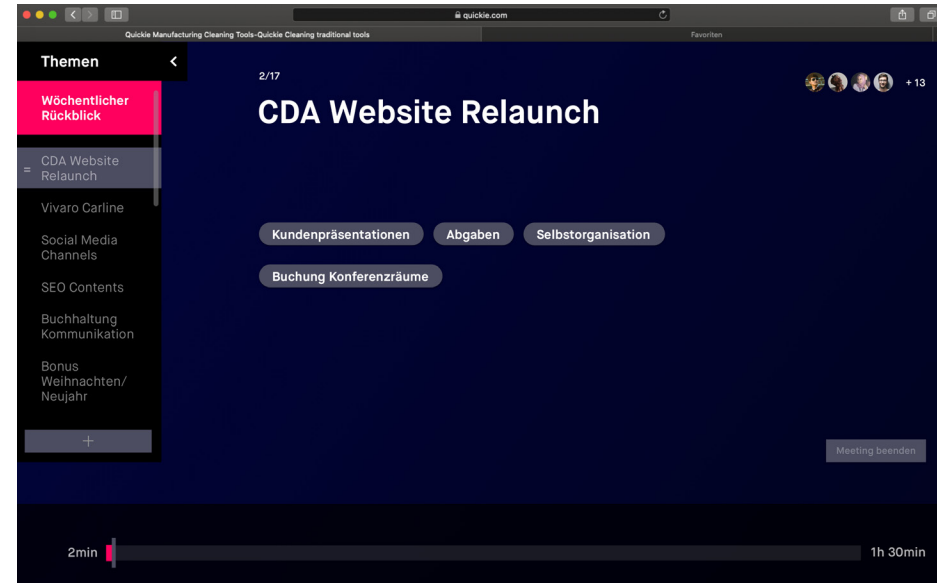 quickie.com
Quickie Manufacturing Cleaning Tools-Quickie Cleaning traditional tools
Favoriten
Themen
Wöchentlicher
Rückblick
CDA Website
Relaunch
Vivaro Carline
Social Media
Channels
SEO Contents
Buchhaltung
Kommunikation
Bonus
Weihnachten/
Neujahr
+
2/17
+ 13
CDA Website Relaunch
Kundenpräsentationen Abgaben Selbstorganisation
Buchung Konferenzräume
Meeting beenden
2min 1h 30min